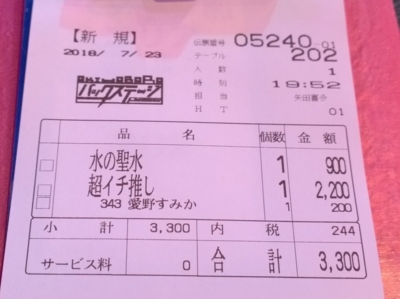 【新 規】 伝票番号 05240-01
2018/ 7/23 テーブル 202
人 数 1
時 刻 19:52
バックステージ 担 当 矢田喜令
H T 01
品 名 個数 金 額
水の聖水 1 900
超イチ推し 1 2,200
343 愛野すみか 1 200
小 計 3,300 内 税 244
サービス料 0 合 計 3,300